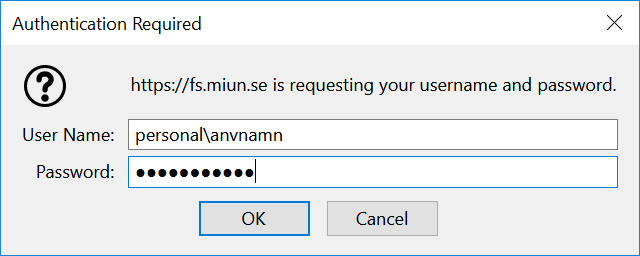 Authentication Required
https://fs.miun.se is requesting your username and password.
User Name: personal\anvnamn
Password: ●●●●●●●●●●●
OK Cancel